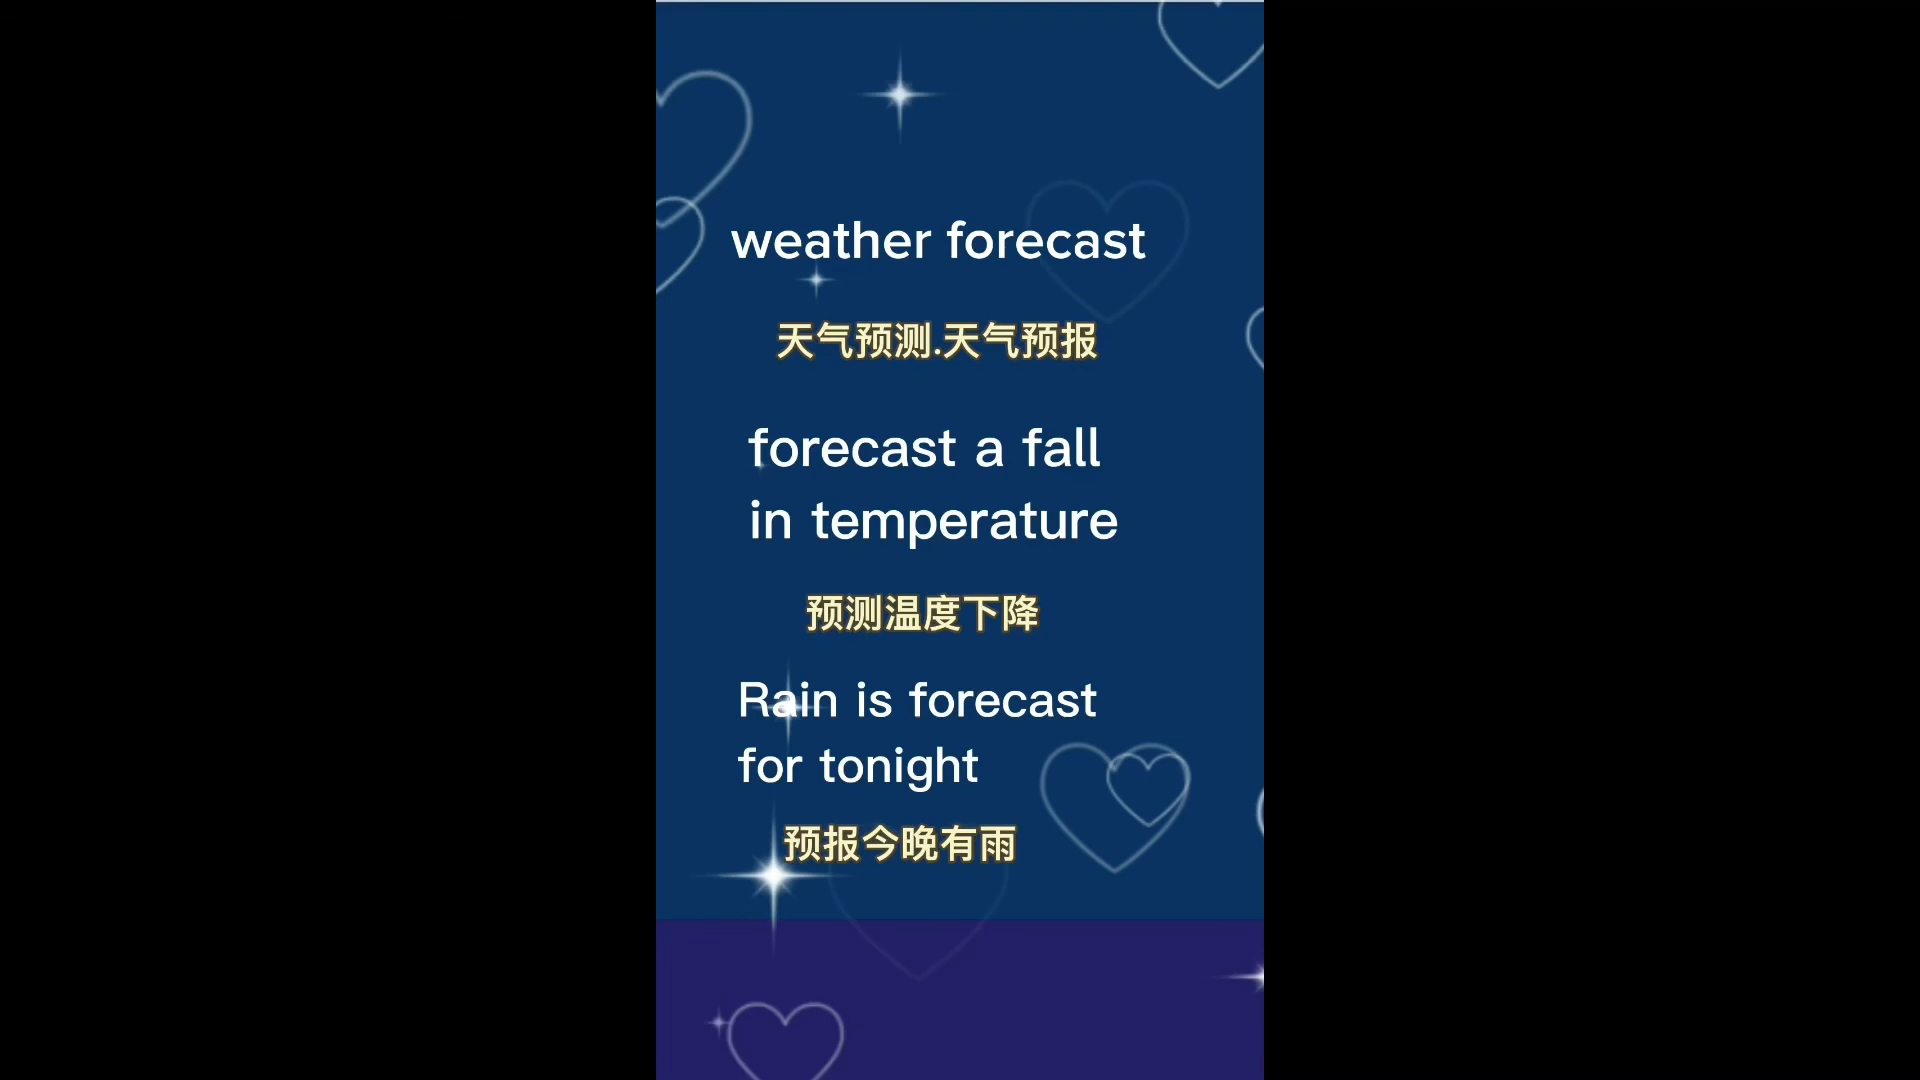 weather forecast
天气预测.天气预报
forecast a fall
in temperature
预测温度下降
Rain is forecast
for tonight
预报今晚有雨